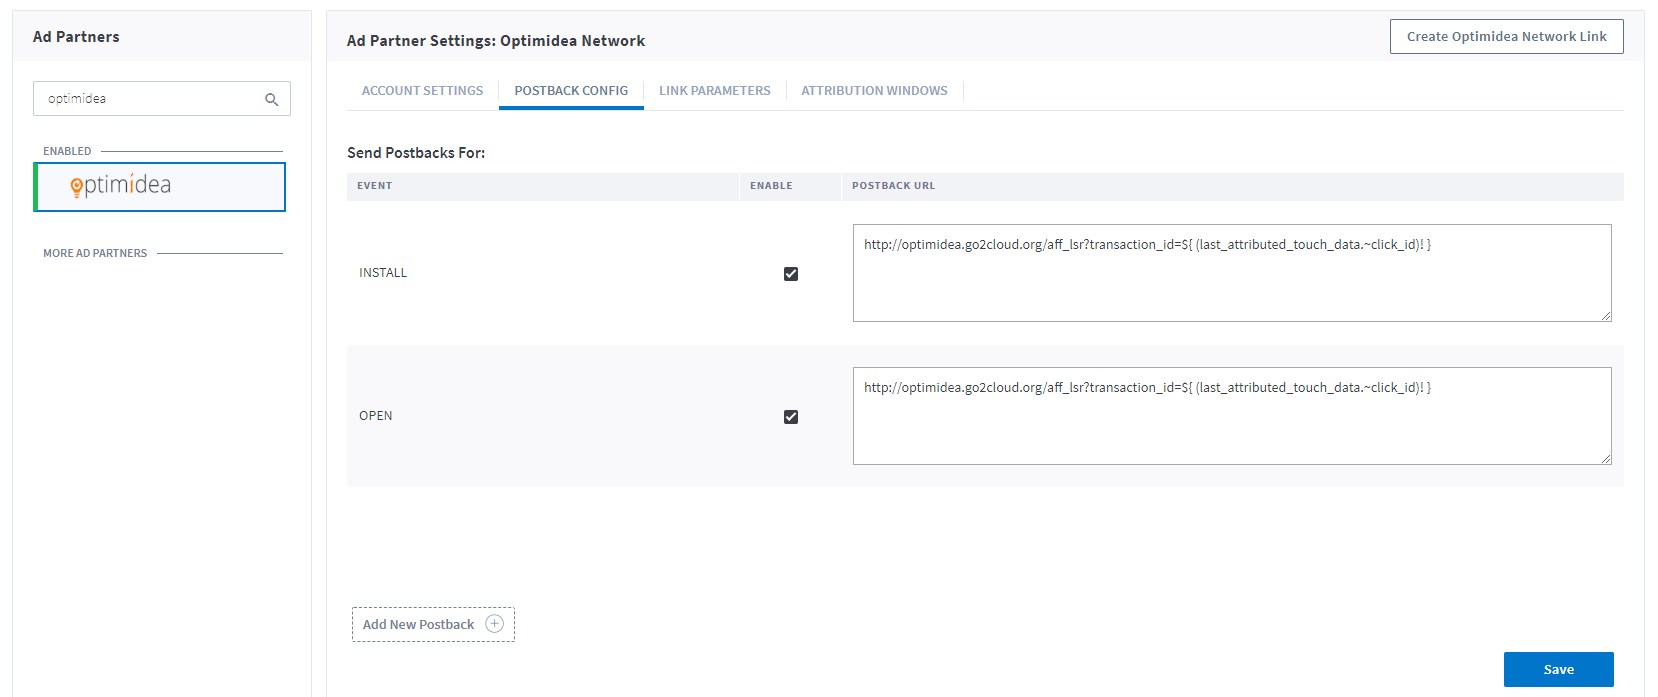 Ad Partners
optimidea
ENABLED
optimídea
MORE AD PARTNERS
Ad Partner Settings: Optimidea Network
Create Optimidea Network Link
ACCOUNT SETTINGS POSTBACK CONFIG LINK PARAMETERS ATTRIBUTION WINDOWS
Send Postbacks For:
EVENT ENABLE POSTBACK URL
INSTALL
http://optimidea.go2cloud.org/aff_lsr?transaction_id=${ (last_attributed_touch_data.~click_id)! }
OPEN
http://optimidea.go2cloud.org/aff_lsr?transaction_id=${ (last_attributed_touch_data.~click_id)! }
Add New Postback
Save